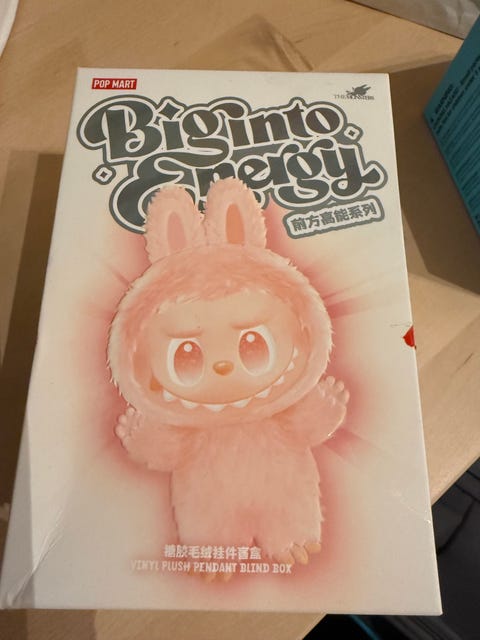 POP MART
THE MONSTERS
Big into
Energy
前方高能系列
搪胶毛绒挂件盲盒
VINYL PLUSH PENDANT BLIND BOX